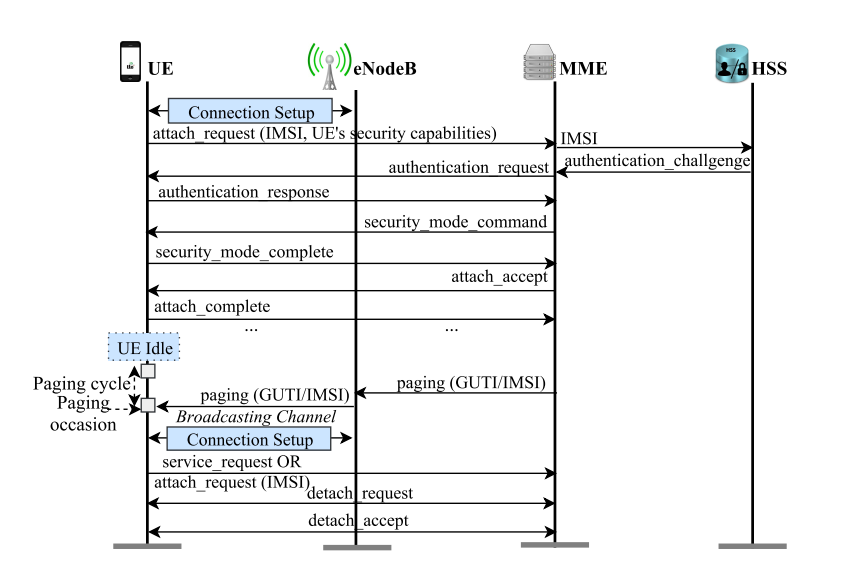 UE
eNodeB
MME
HSS
HSS
Connection Setup
attach_request (IMSI, UE's security capabilities)
IMSI
authentication_challgenge
authentication_request
authentication_response
security_mode_command
security_mode_complete
attach_accept
attach_complete
... ...
UE Idle
Paging cycle
Paging
occasion
paging (GUTI/IMSI)
paging (GUTI/IMSI)
Broadcasting Channel
Connection Setup
service_request OR
attach_request (IMSI)
detach_request
detach_accept